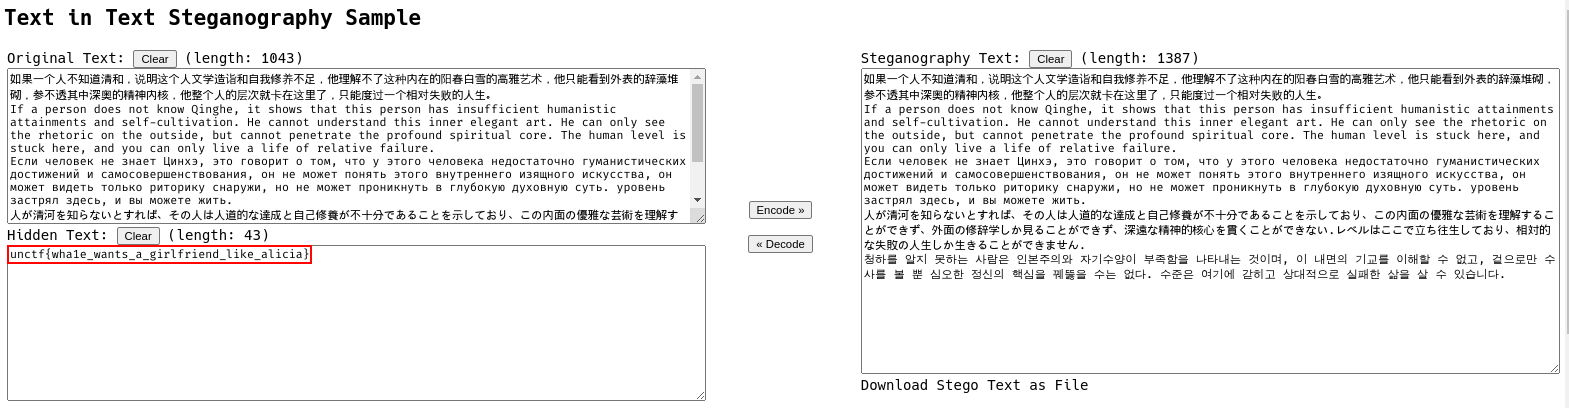 Text in Text Steganography Sample
Original Text: Clear (length: 1043)
如果一个人不知道清和，说明这个人文学造诣和自我修养不足，他理解不了这种内在的阳春白雪的高雅艺术，他只能看到外表的辞藻堆
砌，参不透其中深奥的精神内核，他整个人的层次就卡在这里了，只能度过一个相对失败的人生。
If a person does not know Qinghe, it shows that this person has insufficient humanistic
attainments and self-cultivation. He cannot understand this inner elegant art. He can only see
the rhetoric on the outside, but cannot penetrate the profound spiritual core. The human level is
stuck here, and you can only live a life of relative failure.
Если человек не знает Цинхэ, это говорит о том, что у этого человека недостаточно гуманистических
достижений и самосовершенствования, он не может понять этого внутреннего изящного искусства, он
может видеть только риторику снаружи, но не может проникнуть в глубокую духовную суть. уровень
застрял здесь, и вы можете жить.
人が清河を知らないとすれば、その人は人道的な達成と自己修養が不十分であることを示しており、この内面の優雅な芸術を理解す
Hidden Text: Clear (length: 43)
unctf{wha1e_wants_a_girlfriend_like_alicia}
Encode »
« Decode
Steganography Text: Clear (length: 1387)
如果一个人不知道清和，说明这个人文学造诣和自我修养不足，他理解不了这种内在的阳春白雪的高雅艺术，他只能看到外表的辞藻堆砌，
参不透其中深奥的精神内核，他整个人的层次就卡在这里了，只能度过一个相对失败的人生。
If a person does not know Qinghe, it shows that this person has insufficient humanistic attainments
and self-cultivation. He cannot understand this inner elegant art. He can only see the rhetoric on
the outside, but cannot penetrate the profound spiritual core. The human level is stuck here, and
you can only live a life of relative failure.
Если человек не знает Цинхэ, это говорит о том, что у этого человека недостаточно гуманистических
достижений и самосовершенствования, он не может понять этого внутреннего изящного искусства, он
может видеть только риторику снаружи, но не может проникнуть в глубокую духовную суть. уровень
застрял здесь, и вы можете жить.
人が清河を知らないとすれば、その人は人道的な達成と自己修養が不十分であることを示しており、この内面の優雅な芸術を理解するこ
とができず、外面の修辞学しか見ることができず、深遠な精神的核心を貫くことができない.レベルはここで立ち往生しており、相対的
な失敗の人生しか生きることができません.
청하를 알지 못하는 사람은 인본주의와 자기수양이 부족함을 나타내는 것이며, 이 내면의 기교를 이해할 수 없고, 겉으로만 수
사를 볼 뿐 심오한 정신의 핵심을 꿰뚫을 수는 없다. 수준은 여기에 갇히고 상대적으로 실패한 삶을 살 수 있습니다.
Download Stego Text as File